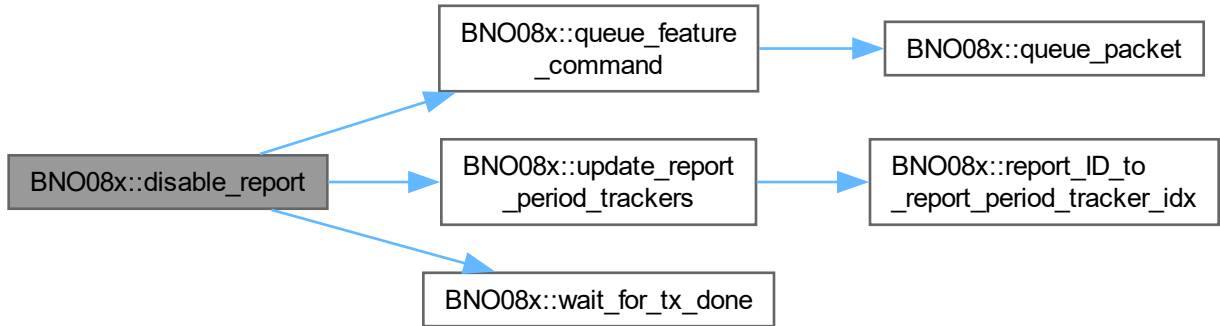 BNO08x::disable_report
BNO08x::queue_feature
_command
BNO08x::queue_packet
BNO08x::update_report
_period_trackers
BNO08x::report_ID_to
_report_period_tracker_idx
BNO08x::wait_for_tx_done